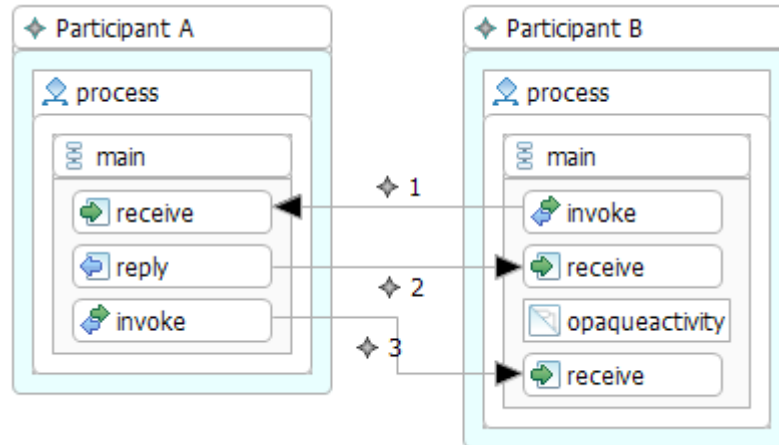 Participant A
Participant B
process
process
main
main
1
receive
invoke
reply
receive
2
invoke
opaqueactivity
3
receive